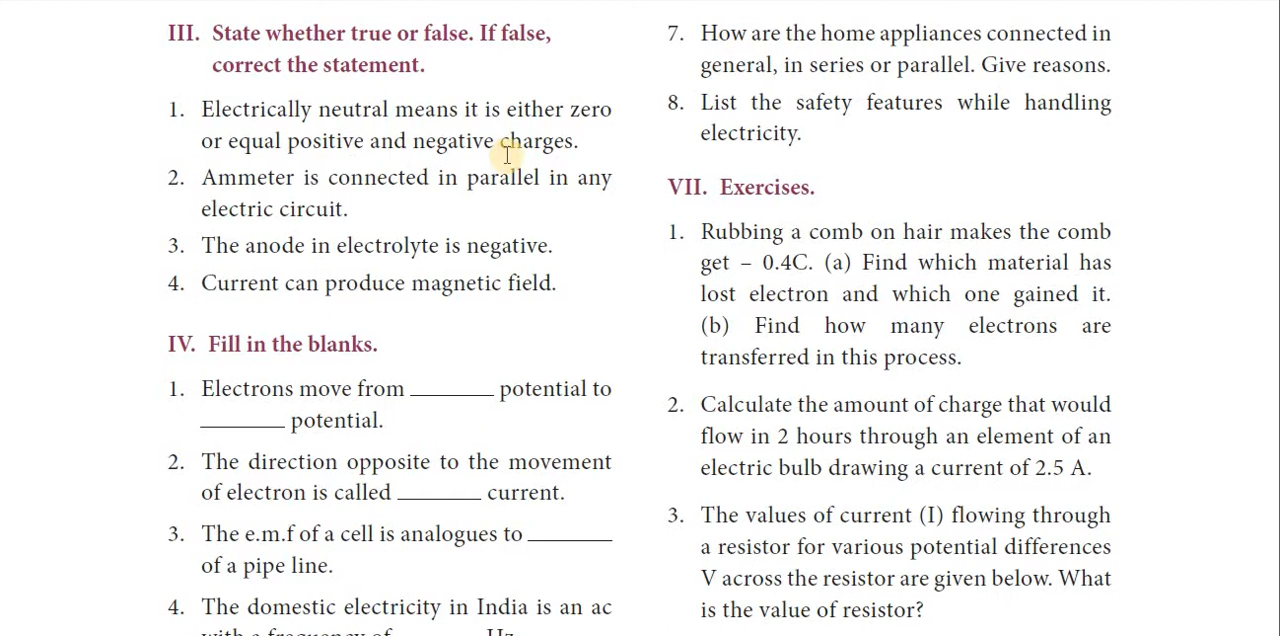 III. State whether true or false. If false,
correct the statement.
1. Electrically neutral means it is either zero
or equal positive and negative charges.
2. Ammeter is connected in parallel in any
electric circuit.
3. The anode in electrolyte is negative.
4. Current can produce magnetic field.
IV. Fill in the blanks.
1. Electrons move from ________ potential to
________ potential.
2. The direction opposite to the movement
of electron is called ________ current.
3. The e.m.f of a cell is analogues to ________
of a pipe line.
4. The domestic electricity in India is an ac
with a frequency of ________ Hz
7. How are the home appliances connected in
general, in series or parallel. Give reasons.
8. List the safety features while handling
electricity.
VII. Exercises.
1. Rubbing a comb on hair makes the comb
get – 0.4C. (a) Find which material has
lost electron and which one gained it.
(b) Find how many electrons are
transferred in this process.
2. Calculate the amount of charge that would
flow in 2 hours through an element of an
electric bulb drawing a current of 2.5 A.
3. The values of current (I) flowing through
a resistor for various potential differences
V across the resistor are given below. What
is the value of resistor?